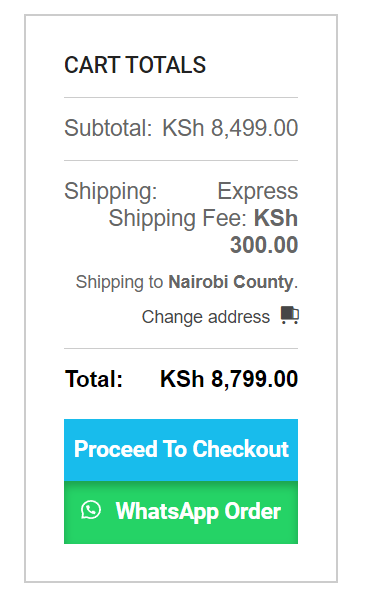 CART TOTALS
Subtotal: KSh 8,499.00
Shipping: Express
Shipping Fee: KSh
300.00
Shipping to Nairobi County.
Change address
Total: KSh 8,799.00
Proceed To Checkout
WhatsApp Order